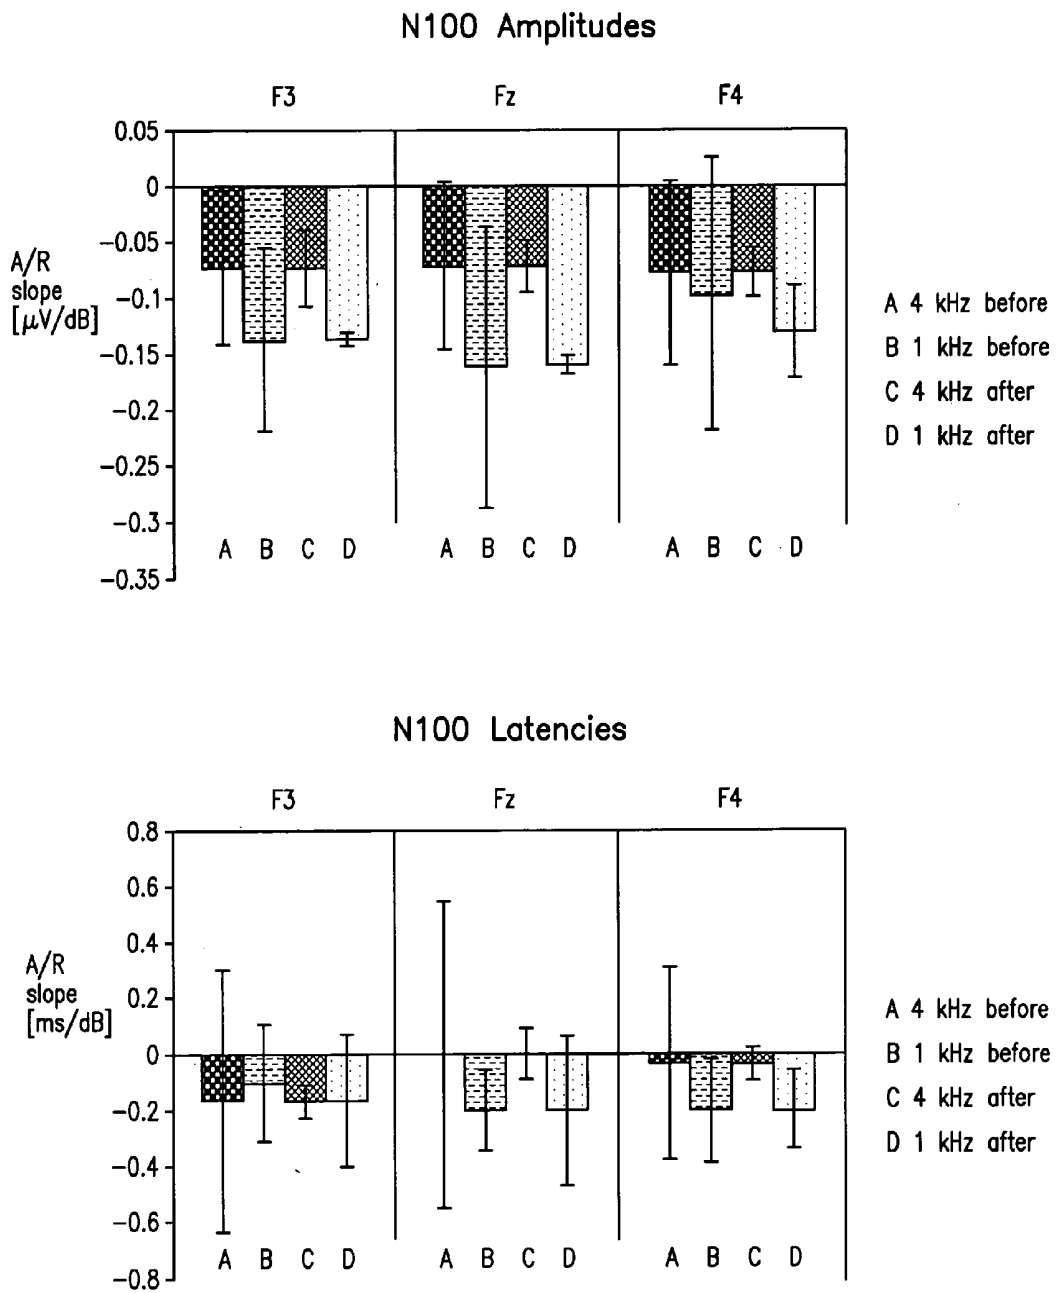 N100 Amplitudes
F3 Fz F4
0.05
0
−0.05
−0.1
−0.15
−0.2
−0.25
−0.3
−0.35
A/R
slope
[μV/dB]
A B C D A B C D A B C D
A 4 kHz before
B 1 kHz before
C 4 kHz after
D 1 kHz after
N100 Latencies
F3 Fz F4
0.8
0.6
0.4
0.2
0
−0.2
−0.4
−0.6
−0.8
A/R
slope
[ms/dB]
A B C D A B C D A B C D
A 4 kHz before
B 1 kHz before
C 4 kHz after
D 1 kHz after